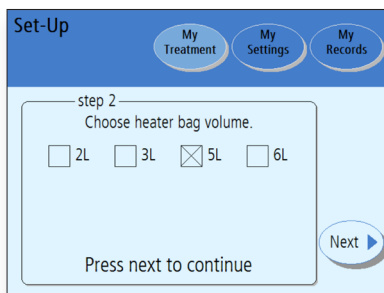 Set-Up
My Treatment
My Settings
My Records
step 2
Choose heater bag volume.
2L 3L 5L 6L
Next
Press next to continue